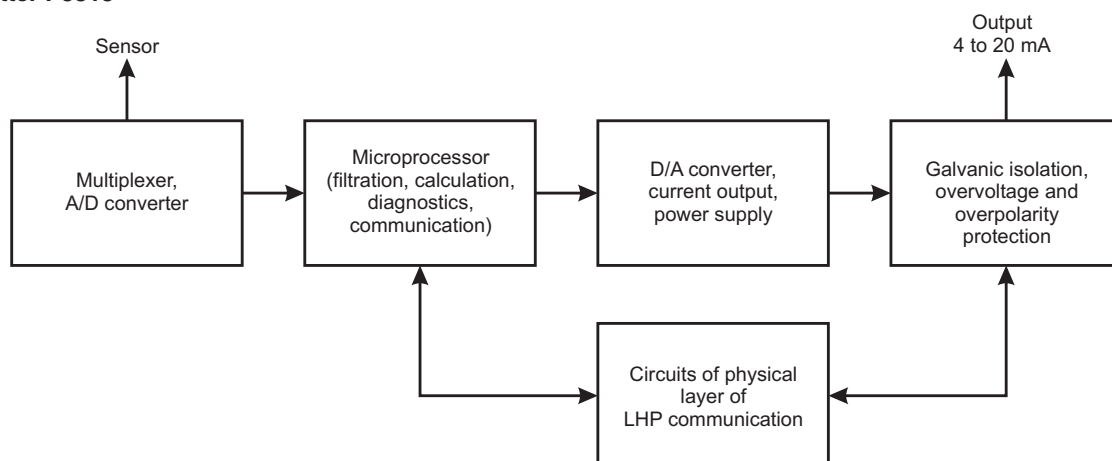 Output
Sensor
4 to 20 mA
Multiplexer,
A/D converter
Microprocessor
(filtration, calculation,
diagnostics,
communication)
D/A converter,
current output,
power supply
Galvanic isolation,
overvoltage and
overpolarity
protection
Circuits of physical
layer of
LHP communication